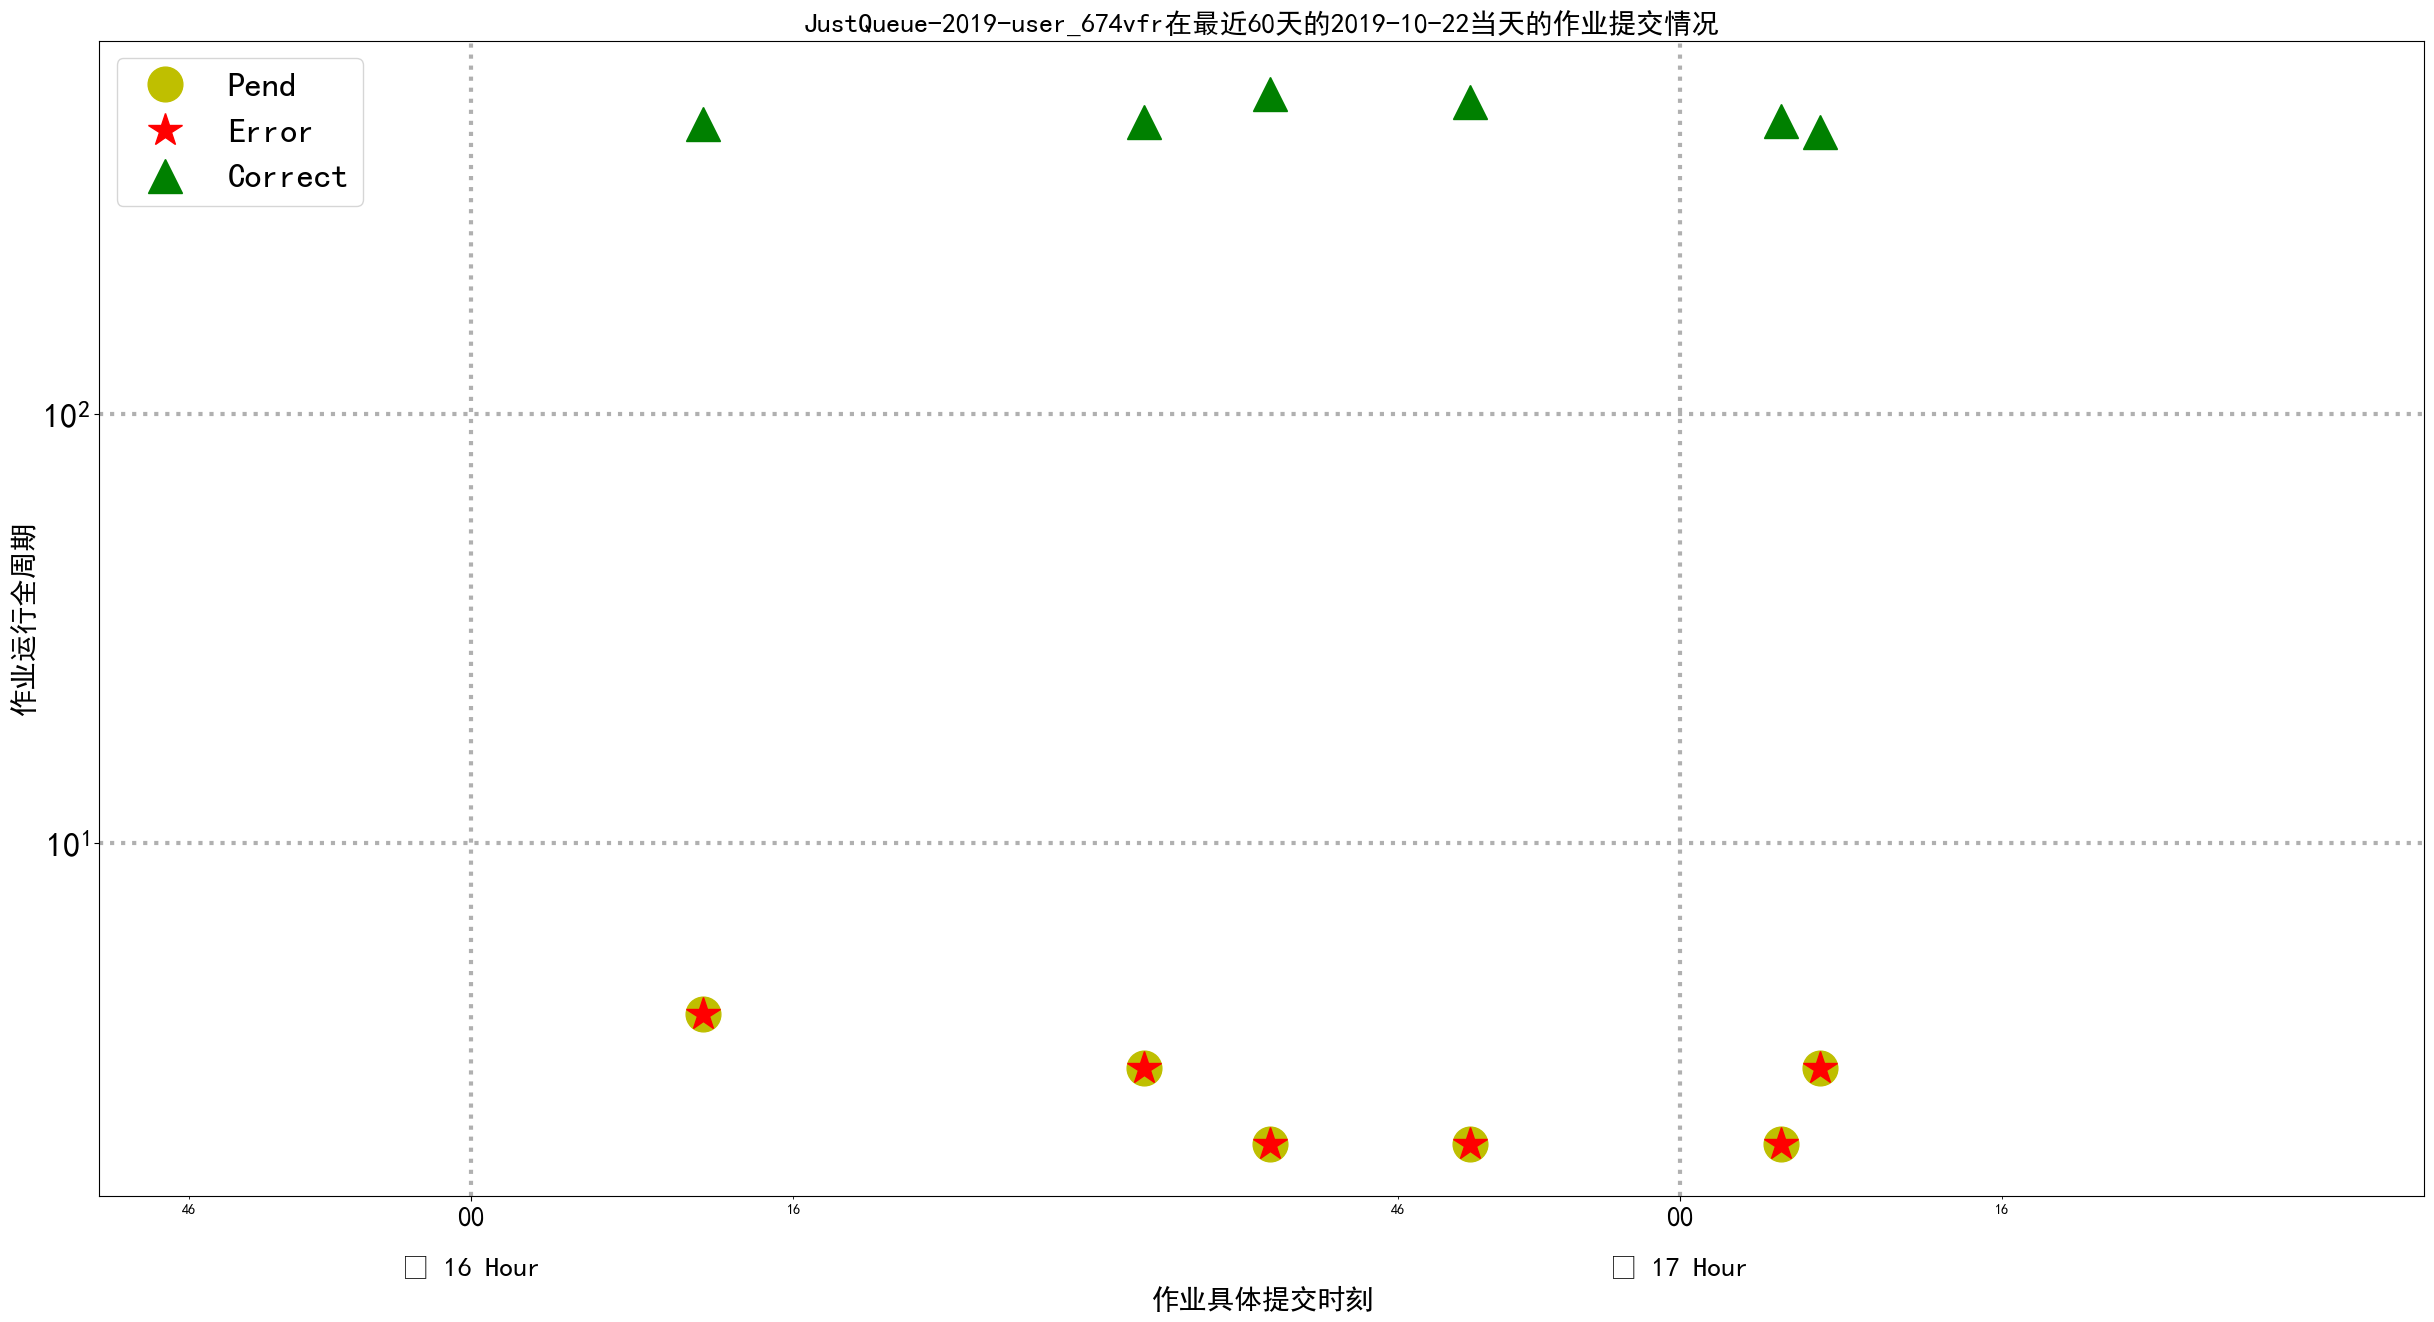 JustQueue-2019-user_674vfr在最近60天的2019-10-22当天的作业提交情况
Pend
Error
Correct
10²
10¹
作业运行全周期
46 00 16 46 00 16
□ 16 Hour □ 17 Hour
作业具体提交时刻